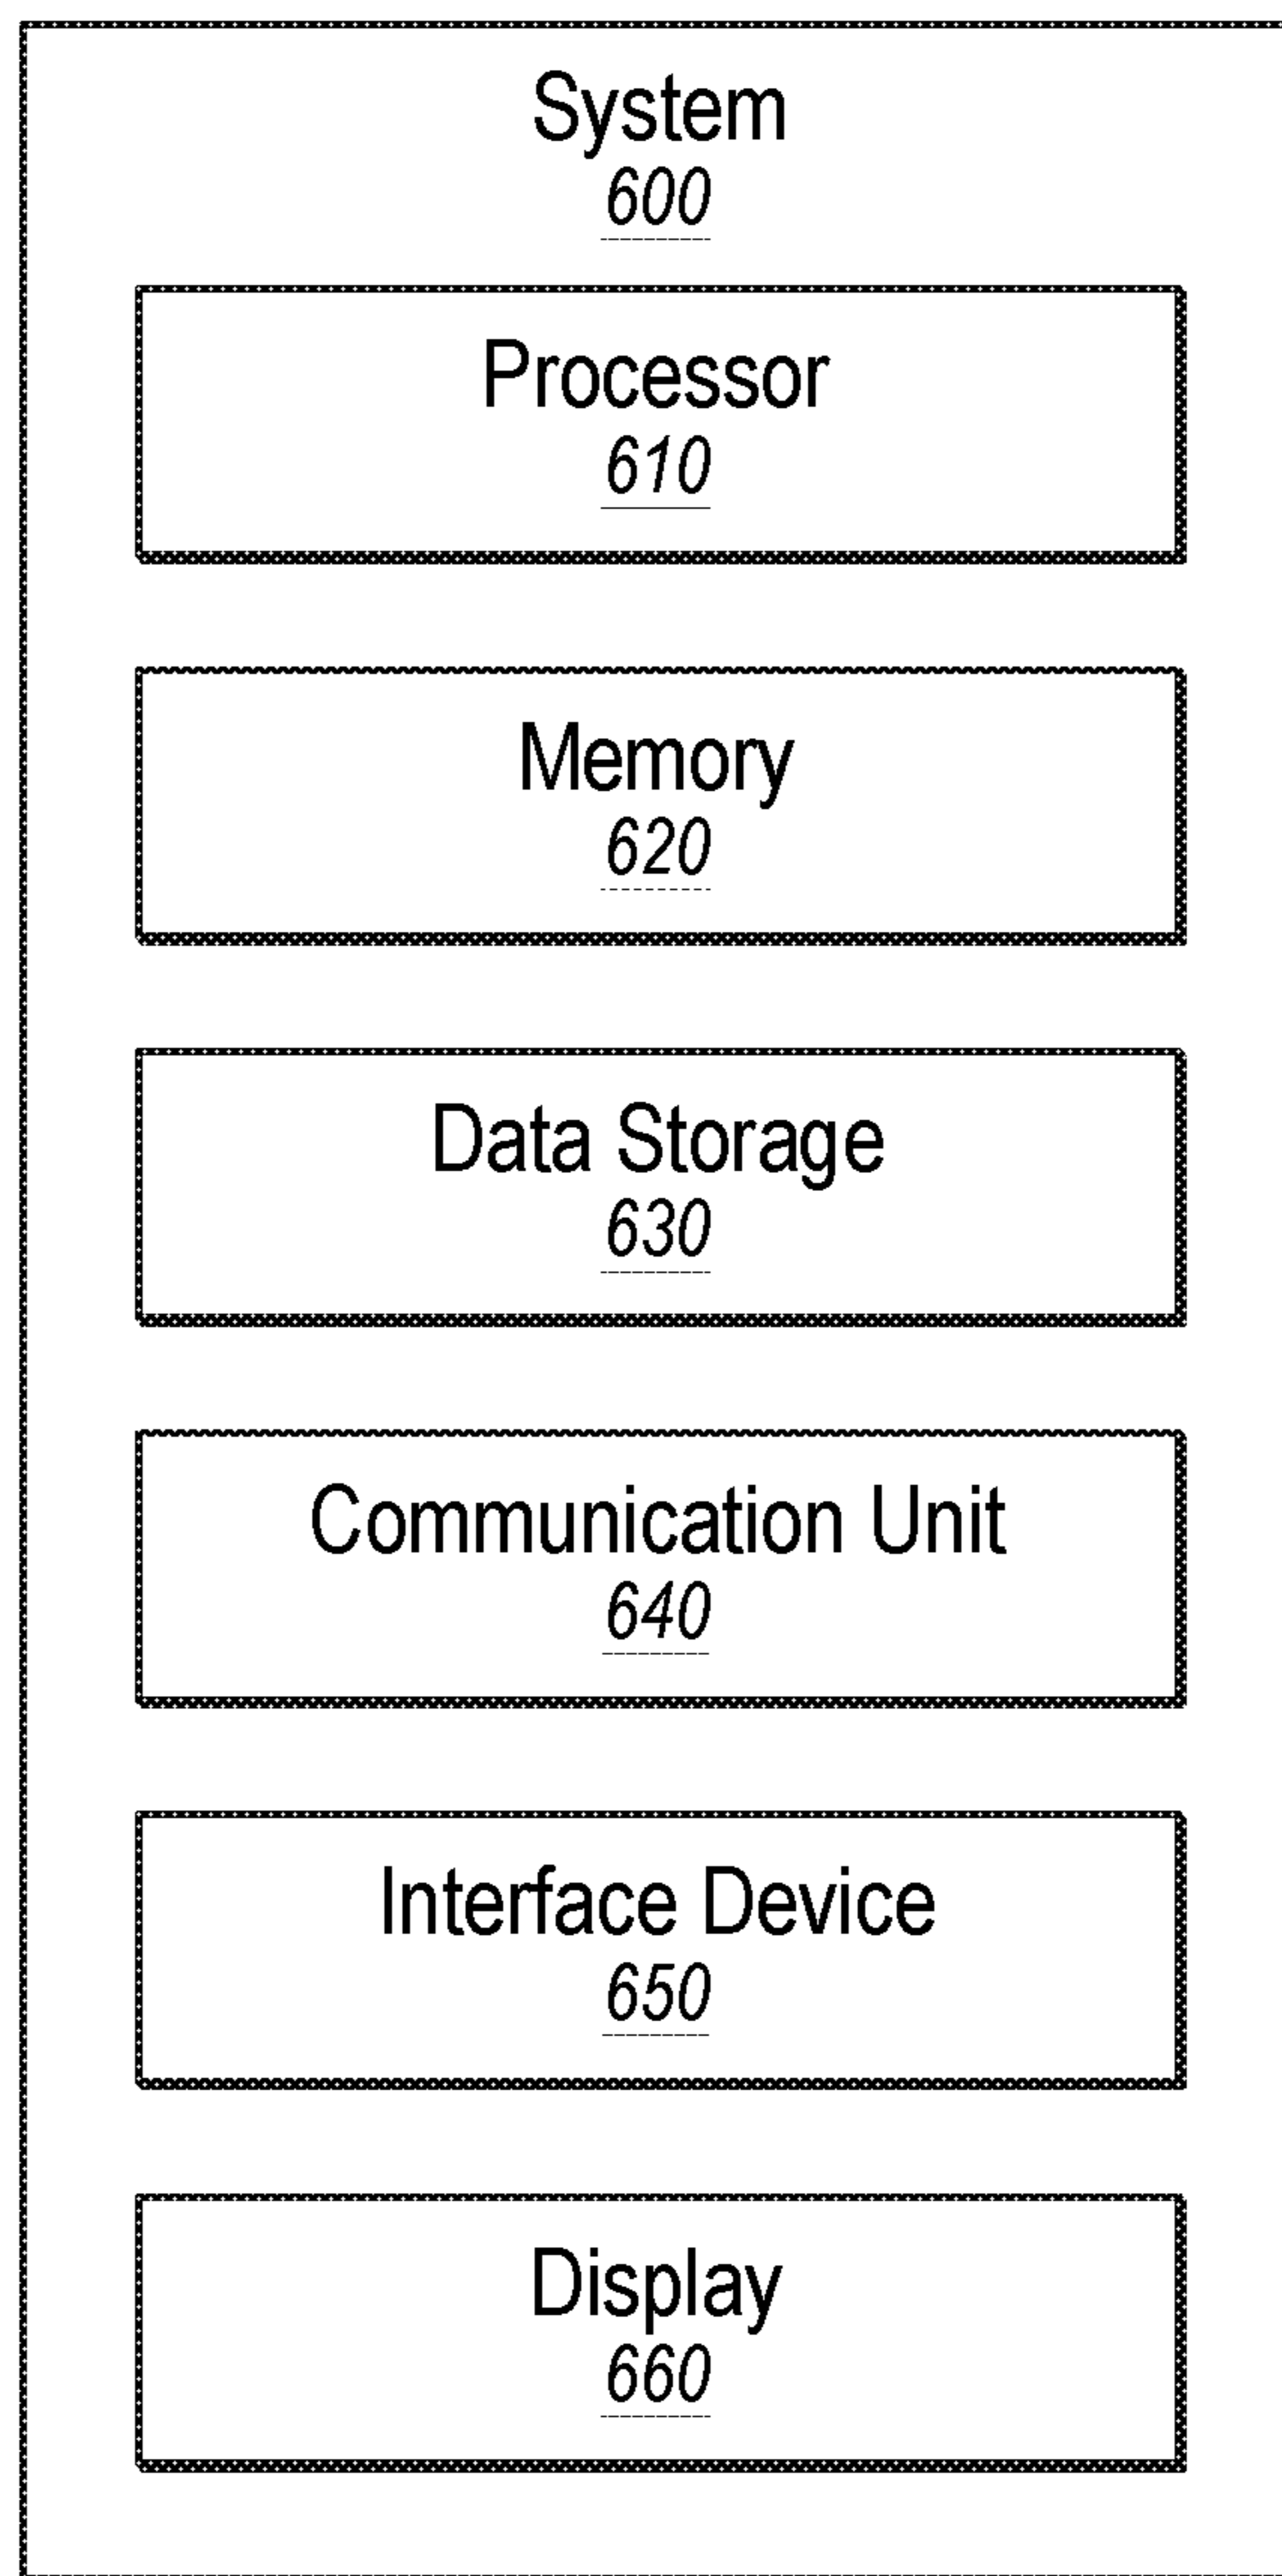 System
600
Processor
610
Memory
620
Data Storage
630
Communication Unit
640
Interface Device
650
Display
660